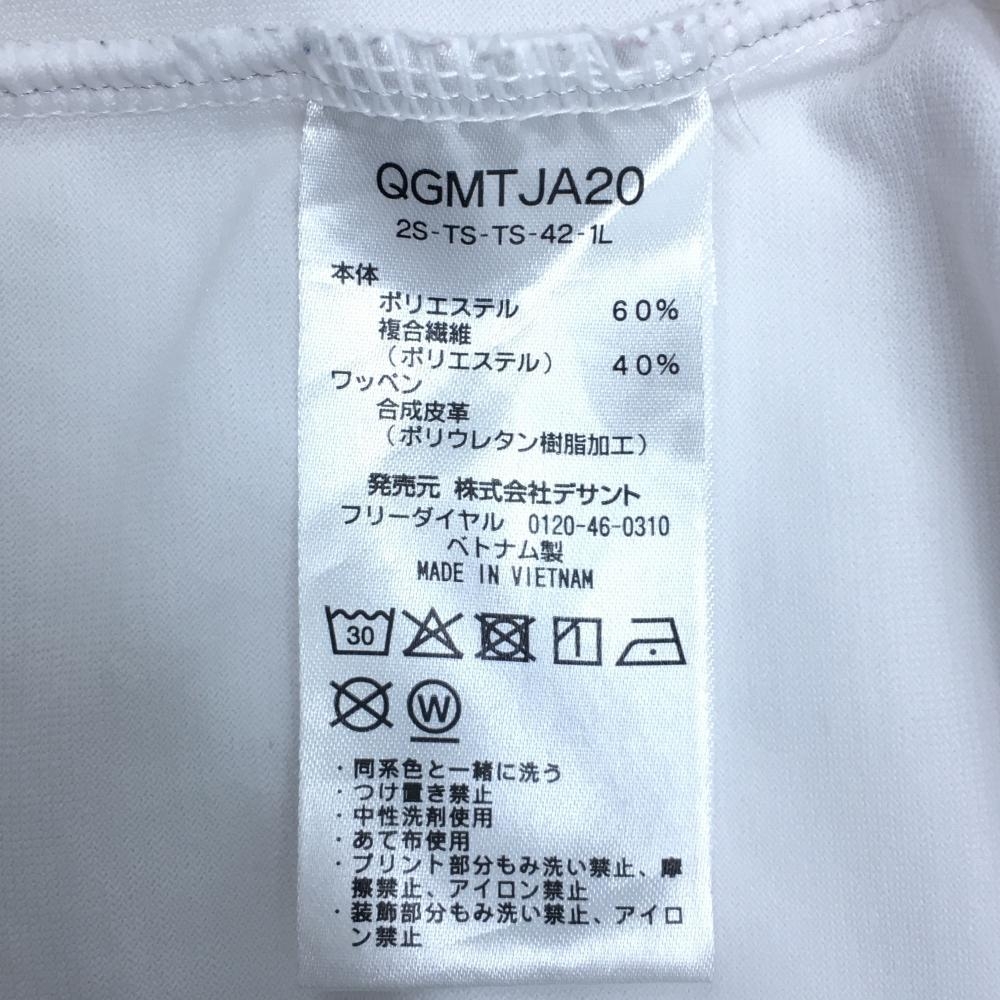 QGMTJA20
2S-TS-TS-42-1L
本体
ポリエステル 60%
複合繊維
(ポリエステル) 40%
ワッペン
合成皮革
(ポリウレタン樹脂加工)
発売元 株式会社デサント
フリーダイヤル 0120-46-0310
ベトナム製
MADE IN VIETNAM
30
W
・同系色と一緒に洗う
・つけ置き禁止
・中性洗剤使用
・あて布使用
・プリント部分もみ洗い禁止、摩
擦禁止、アイロン禁止
・装飾部分もみ洗い禁止、アイロ
ン禁止